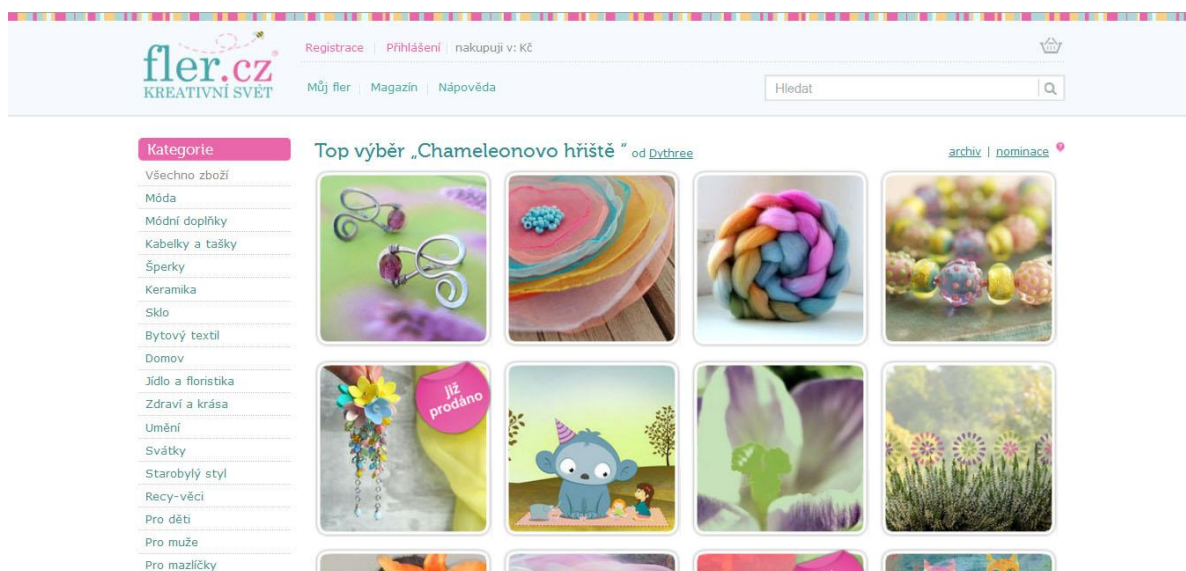 fler.cz
KREATIVNÍ SVĚT
Registrace | Přihlášení | nakupuji v: Kč
Můj fler | Magazín | Nápověda
Hledat
Kategorie
Všechno zboží
Móda
Módní doplňky
Kabelky a tašky
Šperky
Keramika
Sklo
Bytový textil
Domov
Jídlo a floristika
Zdraví a krása
Umění
Svátky
Starobylý styl
Recy-věci
Pro děti
Pro muže
Pro mazlíčky
Top výběr „Chameleonovo hřiště “ od Dythree
archiv | nominace ?
Již
prodáno